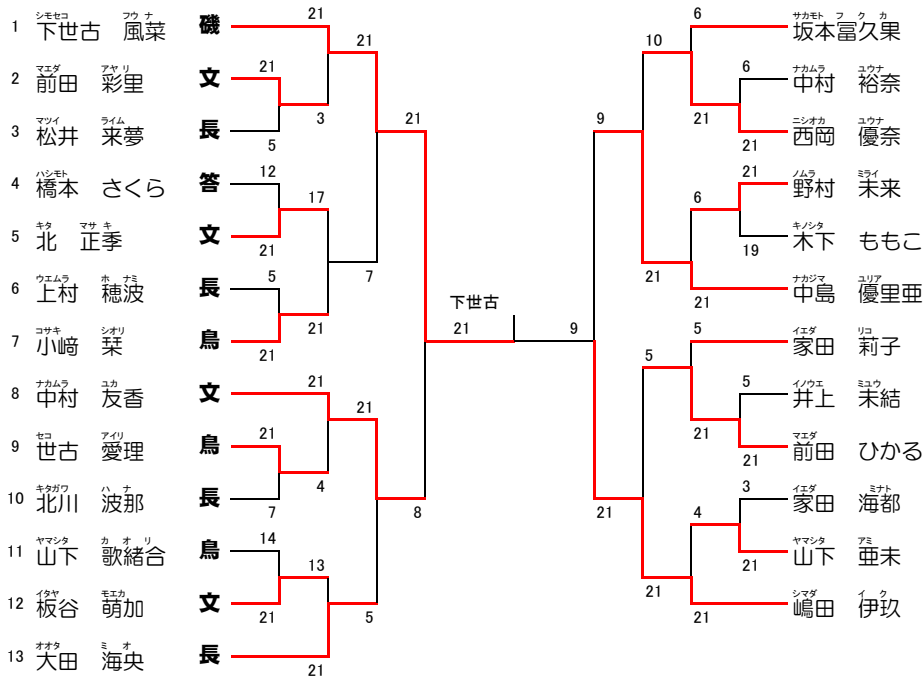 1 下世古 風菜 シモセコ フウナ 磯
2 前田 彩里 マエダ アヤリ 文
3 松井 来夢 マツイ ライム 長
4 橋本 さくら ハシモト 答
5 北 正季 キタ マサキ 文
6 上村 穂波 ウエムラ ホナミ 長
7 小﨑 栞 コサキ シオリ 鳥
8 中村 友香 ナカムラ ユカ 文
9 世古 愛理 セコ アイリ 鳥
10 北川 波那 キタガワ ハナ 長
11 山下 歌緒合 ヤマシタ カオリ 鳥
12 板谷 萌加 イタヤ モエカ 文
13 大田 海央 オオタ ミオ 長
21
21
5
12
21
5
21
21
21
7
14
21
21
3
17
21
4
13
21
21
7
21
5
21
8
下世古
21
9
9
21
10
21
5
21
6
21
6
21
5
21
4
21
6
21
21
19
5
21
3
21
坂本冨久果 サカモト フクカ
中村 裕奈 ナカムラ ユウナ
西岡 優奈 ニシオカ ユウナ
野村 未来 ノムラ ミライ
木下 ももこ キノシタ
中島 優里亜 ナカジマ ユリア
家田 莉子 イエダ リコ
井上 未結 イノウエ ミユウ
前田 ひかる マエダ
家田 海都 イエダ ミナト
山下 亜未 ヤマシタ アミ
嶋田 伊玖 シマダ イク